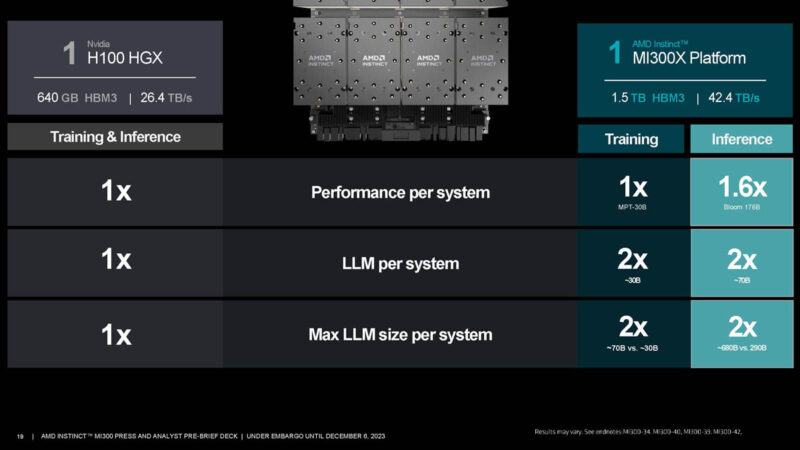 1 Nvidia
H100 HGX
640 GB HBM3 | 26.4 TB/s
AMD
INSTINCT
AMD
INSTINCT
AMD
INSTINCT
AMD
INSTINCT
1 AMD Instinct™
MI300X Platform
1.5 TB HBM3 | 42.4 TB/s
Training & Inference
Training
Inference
1x
Performance per system
1x
MPT-30B
1.6x
Bloom 176B
1x
LLM per system
2x
~30B
2x
~70B
1x
Max LLM size per system
2x
~70B vs. ~30B
2x
~680B vs. 290B
19 | AMD INSTINCT™ MI300 PRESS AND ANALYST PRE-BRIEF DECK | UNDER EMBARGO UNTIL DECEMBER 6, 2023
Results may vary. See endnotes MI300-34. MI300-40, MI300-39. MI300-42,